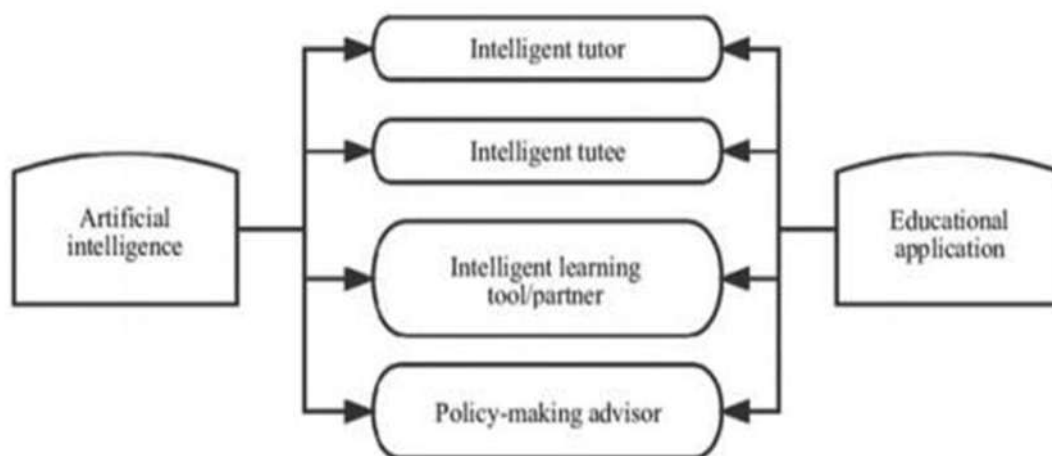 Intelligent tutor
Intelligent tutee
Artificial
intelligence
Educational
application
Intelligent learning
tool/partner
Policy-making advisor